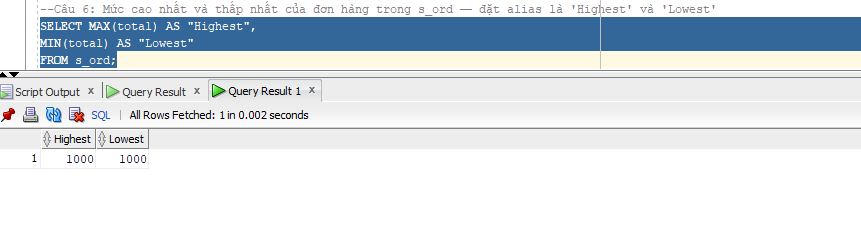 --Câu 6: Mức cao nhất và thấp nhất của đơn hàng trong s_ord — đặt alias là 'Highest' và 'Lowest'
SELECT MAX(total) AS "Highest",
MIN(total) AS "Lowest"
FROM s_ord;
Script Output x Query Result x Query Result 1 x
SQL | All Rows Fetched: 1 in 0.002 seconds
Highest Lowest
1 1000 1000